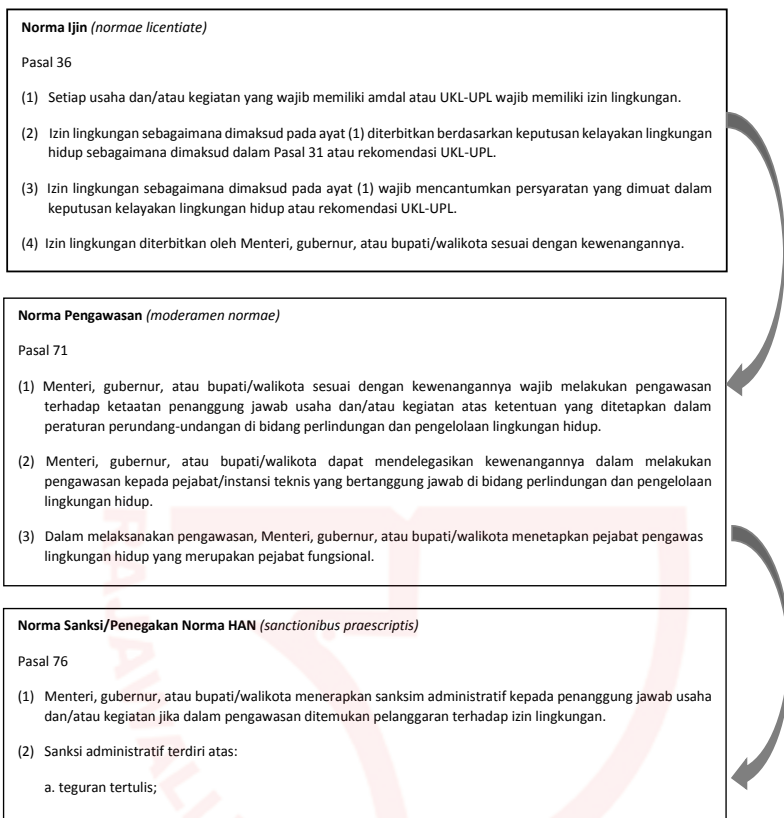 Norma Ijin (normae licentiate)
Pasal 36
(1) Setiap usaha dan/atau kegiatan yang wajib memiliki amdal atau UKL-UPL wajib memiliki izin lingkungan.
(2) Izin lingkungan sebagaimana dimaksud pada ayat (1) diterbitkan berdasarkan keputusan kelayakan lingkungan
hidup sebagaimana dimaksud dalam Pasal 31 atau rekomendasi UKL-UPL.
(3) Izin lingkungan sebagaimana dimaksud pada ayat (1) wajib mencantumkan persyaratan yang dimuat dalam
keputusan kelayakan lingkungan hidup atau rekomendasi UKL-UPL.
(4) Izin lingkungan diterbitkan oleh Menteri, gubernur, atau bupati/walikota sesuai dengan kewenangannya.
Norma Pengawasan (moderamen normae)
Pasal 71
(1) Menteri, gubernur, atau bupati/walikota sesuai dengan kewenangannya wajib melakukan pengawasan
terhadap ketaatan penanggung jawab usaha dan/atau kegiatan atas ketentuan yang ditetapkan dalam
peraturan perundang-undangan di bidang perlindungan dan pengelolaan lingkungan hidup.
(2) Menteri, gubernur, atau bupati/walikota dapat mendelegasikan kewenangannya dalam melakukan
pengawasan kepada pejabat/instansi teknis yang bertanggung jawab di bidang perlindungan dan pengelolaan
lingkungan hidup.
(3) Dalam melaksanakan pengawasan, Menteri, gubernur, atau bupati/walikota menetapkan pejabat pengawas
lingkungan hidup yang merupakan pejabat fungsional.
Norma Sanksi/Penegakan Norma HAN (sanctionibus praescriptis)
Pasal 76
(1) Menteri, gubernur, atau bupati/walikota menerapkan sanksim administratif kepada penanggung jawab usaha
dan/atau kegiatan jika dalam pengawasan ditemukan pelanggaran terhadap izin lingkungan.
(2) Sanksi administratif terdiri atas:
a. teguran tertulis;